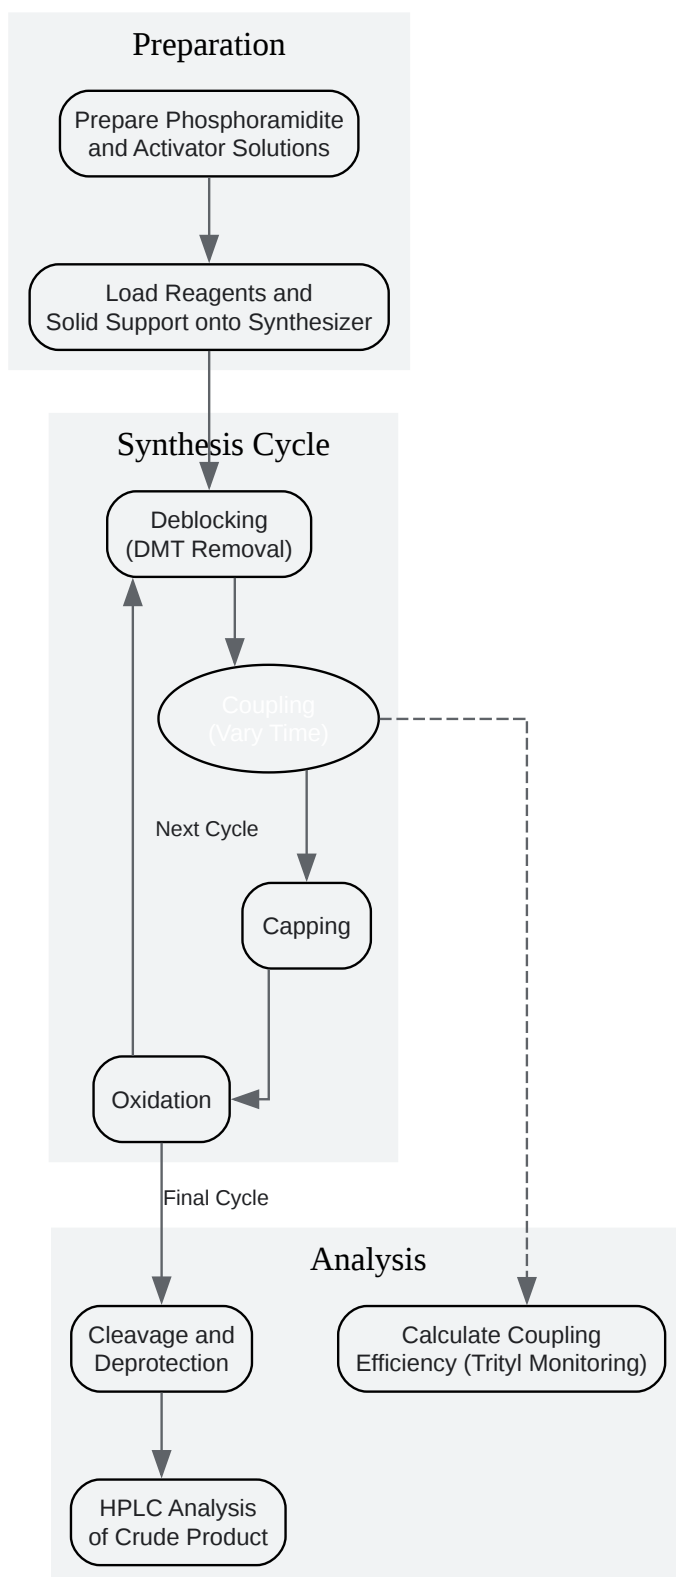 Preparation
Prepare Phosphoramidite
and Activator Solutions
Load Reagents and
Solid Support onto Synthesizer
Synthesis Cycle
Deblocking
(DMT Removal)
Coupling
(Vary Time)
Next Cycle
Capping
Oxidation
Final Cycle
Analysis
Cleavage and
Deprotection
Calculate Coupling
Efficiency (Trityl Monitoring)
HPLC Analysis
of Crude Product